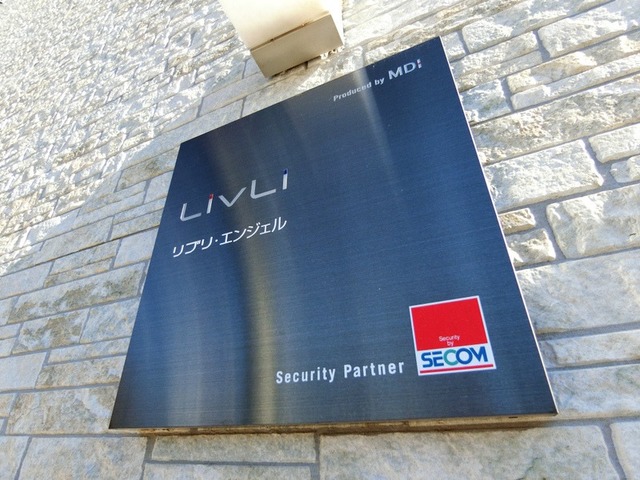 Produced by MDI
LivLi
リブリ・エンジェル
Security Partner
Security
by
SECOM